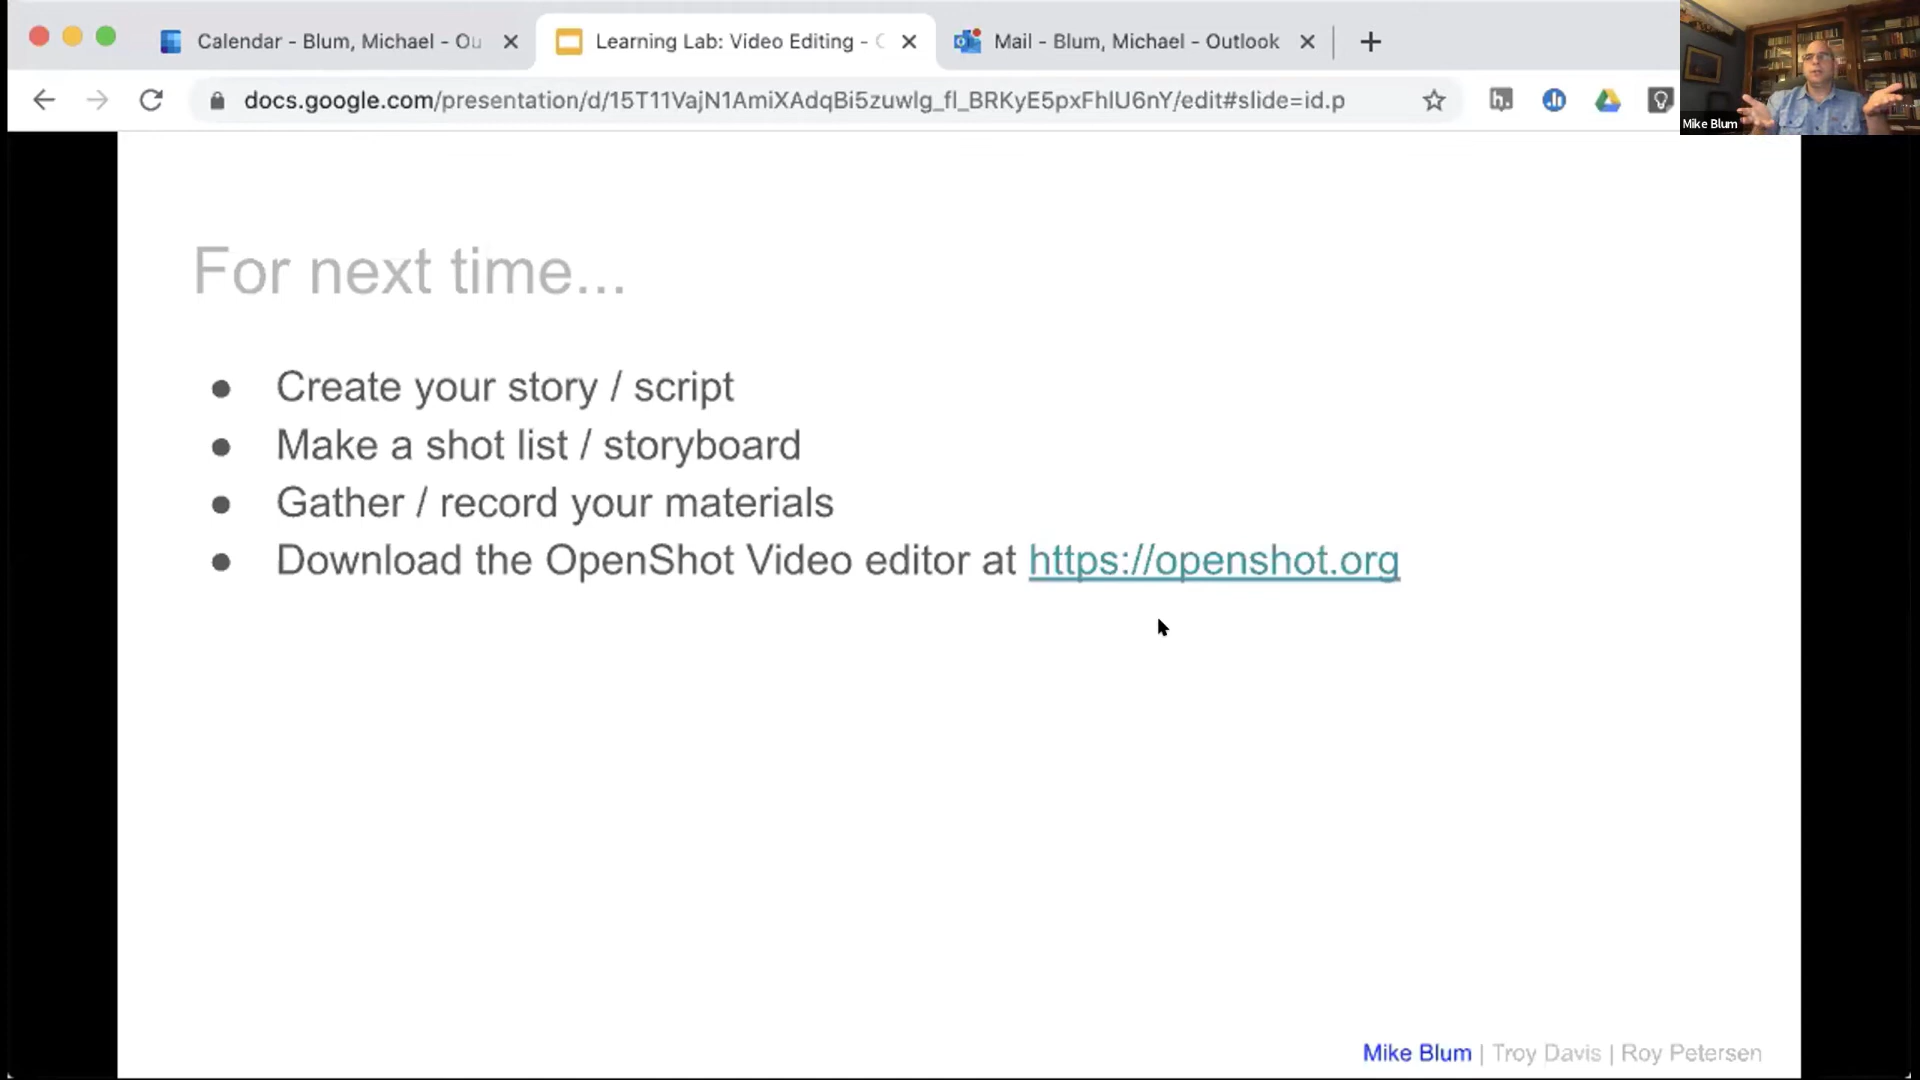 Calendar - Blum, Michael - Ou
Learning Lab: Video Editing -
Mail - Blum, Michael - Outlook
docs.google.com/presentation/d/15T11VajN1AmiXAdqBi5zuwlg_fl_BRKyE5pxFhlU6nY/edit#slide=id.p
h.
Mike Blum
For next time...
● Create your story / script
● Make a shot list / storyboard
● Gather / record your materials
● Download the OpenShot Video editor at https://openshot.org
Mike Blum | Troy Davis | Roy Petersen